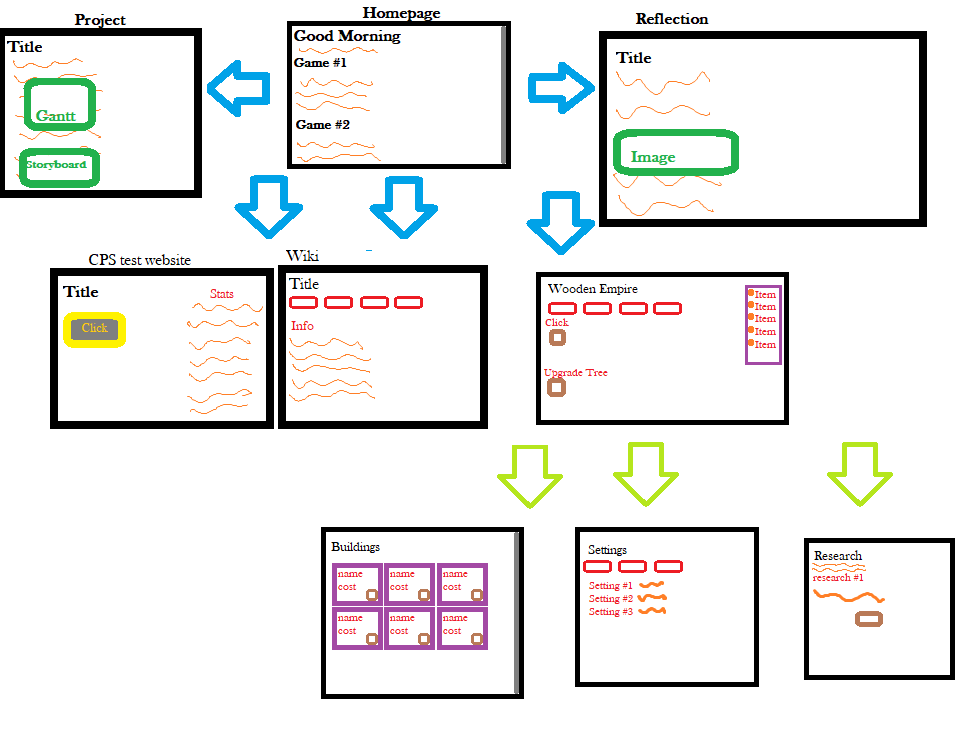 Project
Title
Gantt
Storyboard
Homepage
Good Morning
Game #1
Game #2
Reflection
Title
Image
CPS test website
Title
Click
Stats
Wiki
Title
Info
Wooden Empire
Click
Upgrade Tree
Item
Item
Item
Item
Item
Buildings
name
cost
name
cost
name
cost
name
cost
name
cost
name
cost
Settings
Setting #1
Setting #2
Setting #3
Research
research #1